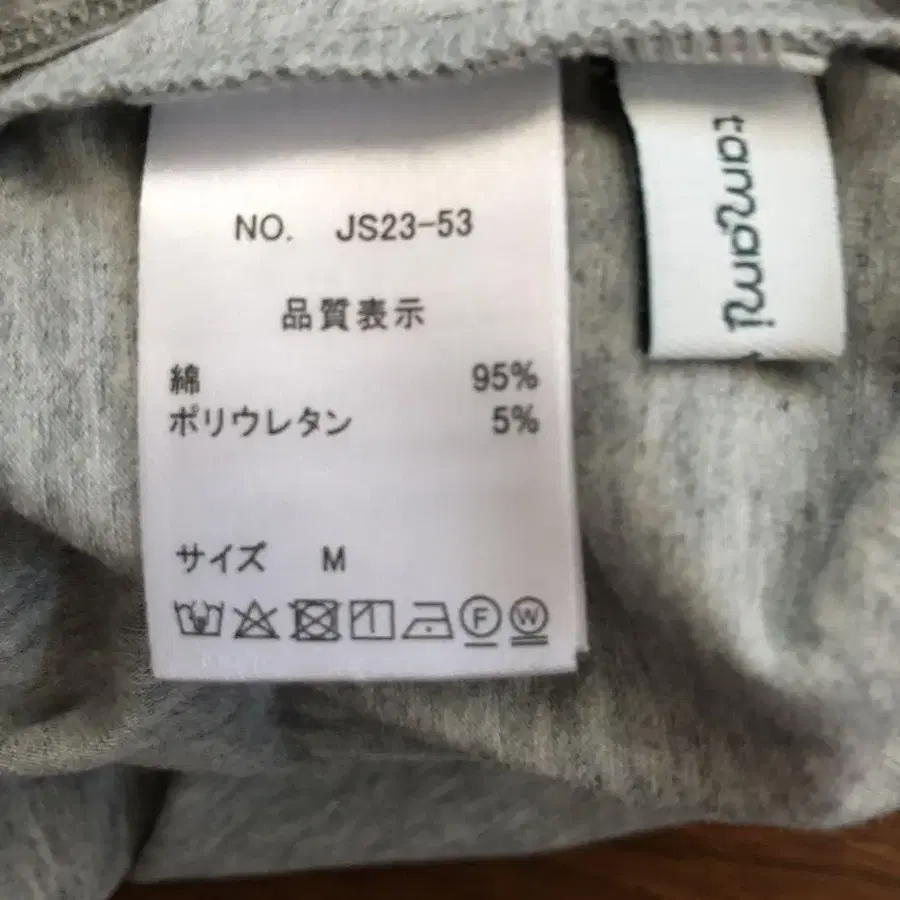 NO. JS23-53
品質表示
綿 95%
ポリウレタン 5%
サイズ M
F W
tamgami